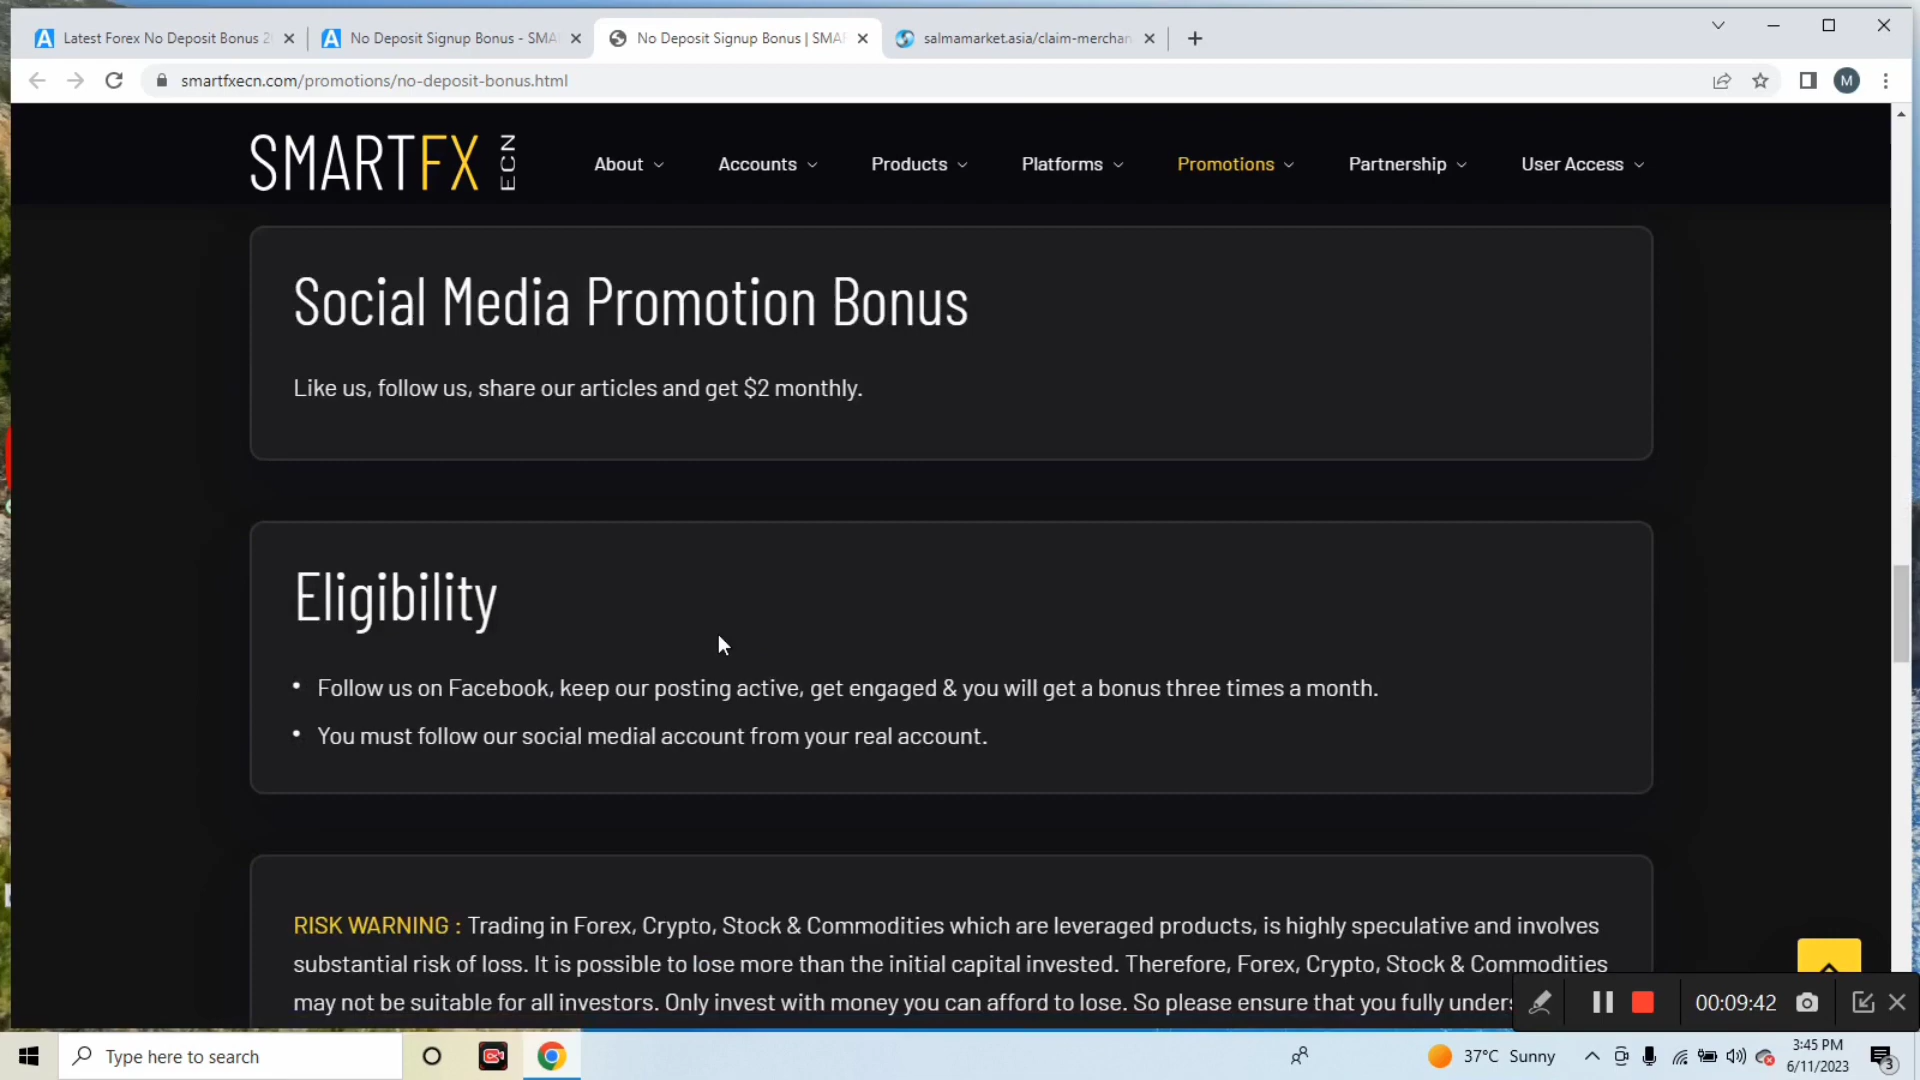 Latest Forex No Deposit Bonus 2
No Deposit Signup Bonus - SMA
No Deposit Signup Bonus | SMAR
salmamarket.asia/claim-merchan
smartfxecn.com/promotions/no-deposit-bonus.html
M
SMARTFX ECN
About
Accounts
Products
Platforms
Promotions
Partnership
User Access
Social Media Promotion Bonus
Like us, follow us, share our articles and get $2 monthly.
Eligibility
• Follow us on Facebook, keep our posting active, get engaged & you will get a bonus three times a month.
• You must follow our social medial account from your real account.
RISK WARNING : Trading in Forex, Crypto, Stock & Commodities which are leveraged products, is highly speculative and involves
substantial risk of loss. It is possible to lose more than the initial capital invested. Therefore, Forex, Crypto, Stock & Commodities
may not be suitable for all investors. Only invest with money you can afford to lose. So please ensure that you fully unders
00:09:42
Type here to search
37°C Sunny
3:45 PM
6/11/2023
3